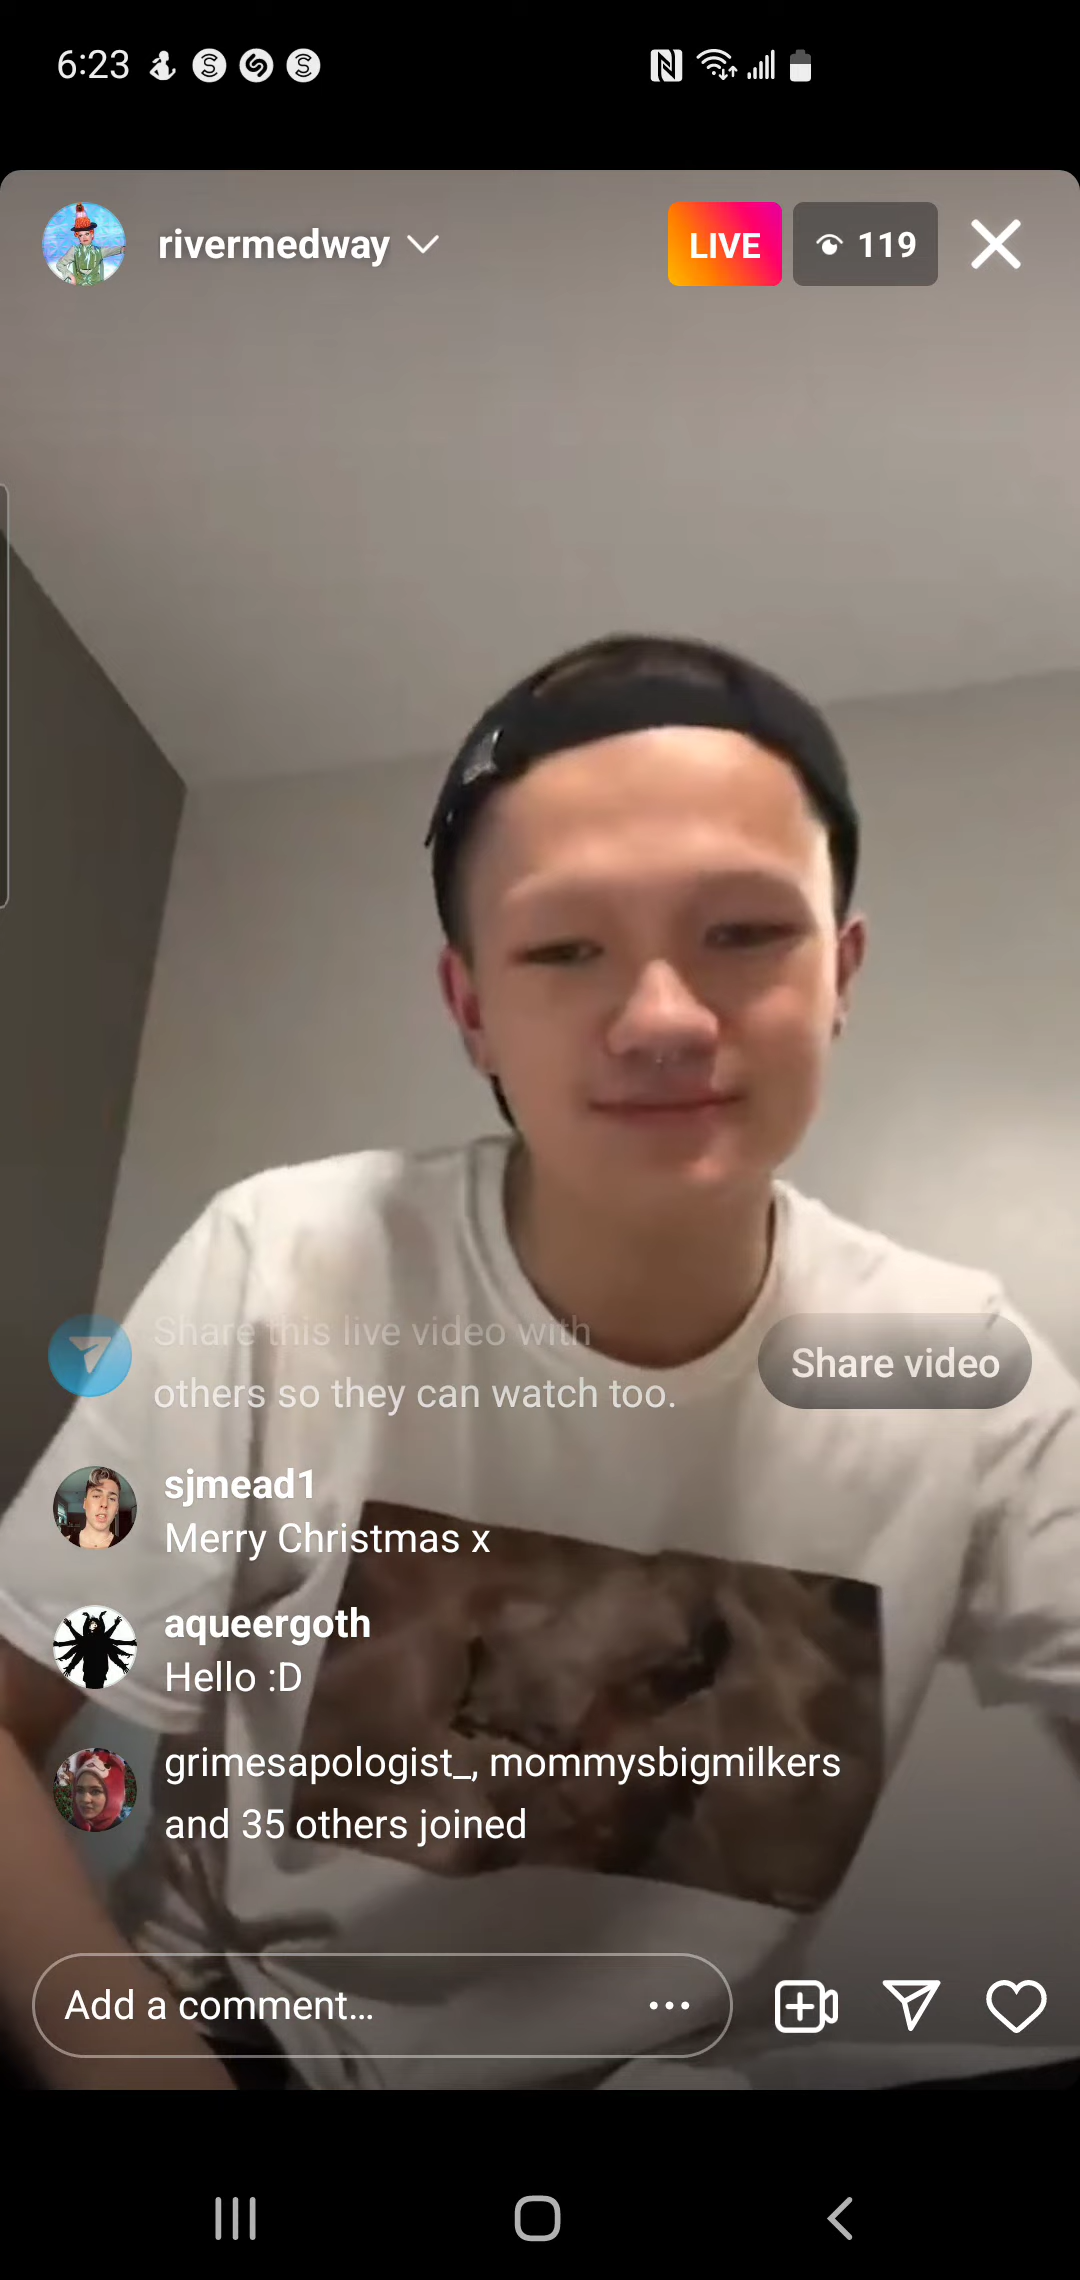 6:23
rivermedway
LIVE
119
Share this live video with
others so they can watch too.
Share video
sjmead1
Merry Christmas x
aqueergoth
Hello :D
grimesapologist_, mommysbigmilkers
and 35 others joined
Add a comment...